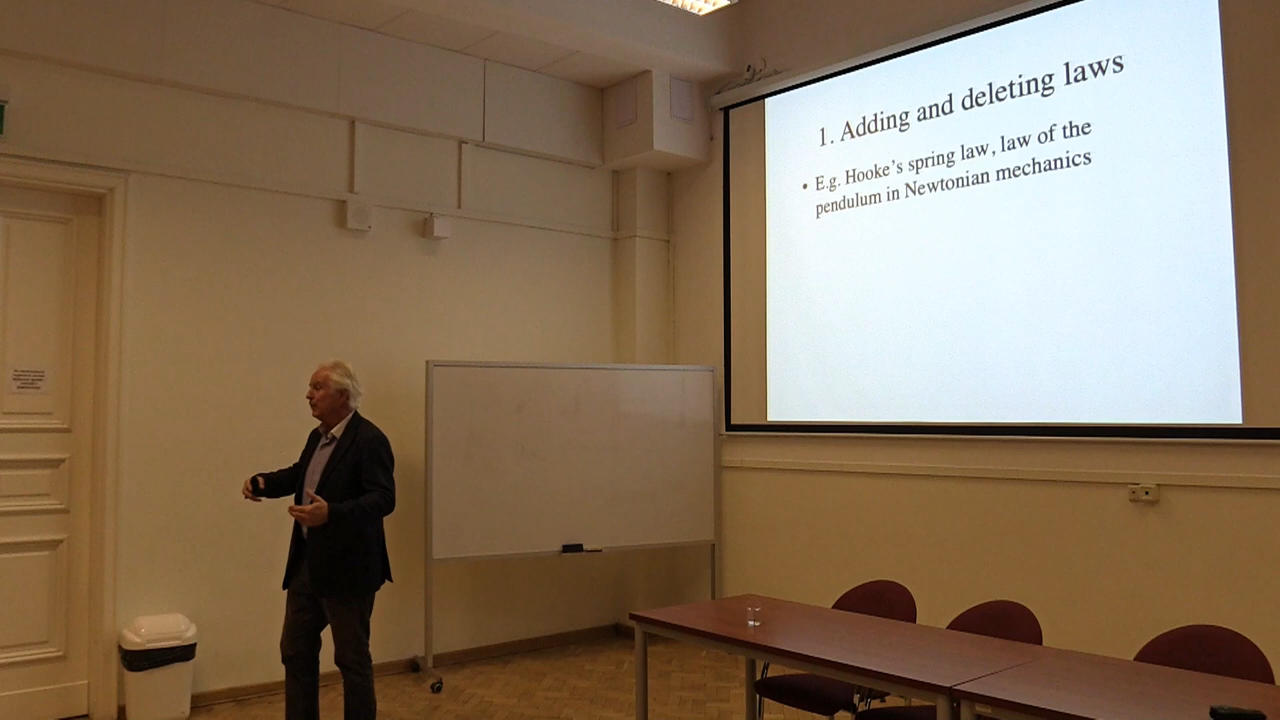 1. Adding and deleting laws
• E.g. Hooke's spring law, law of the
pendulum in Newtonian mechanics